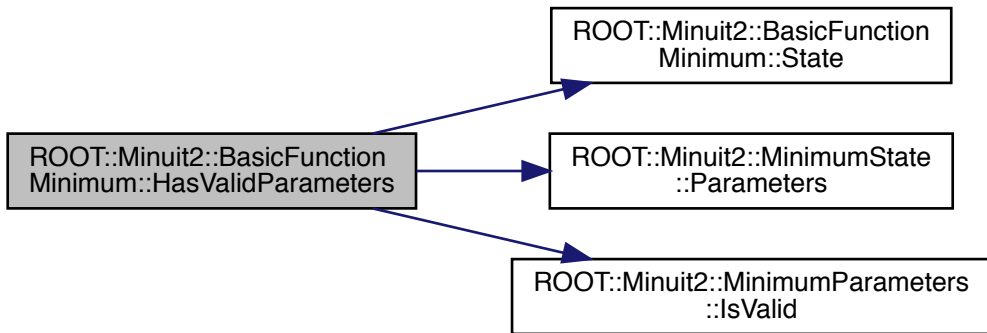 ROOT::Minuit2::BasicFunction
Minimum::HasValidParameters
ROOT::Minuit2::BasicFunction
Minimum::State
ROOT::Minuit2::MinimumState
::Parameters
ROOT::Minuit2::MinimumParameters
::IsValid